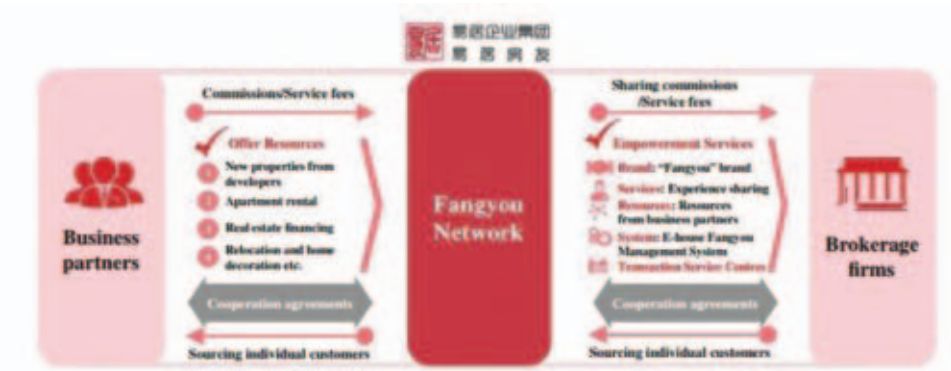 易居企业集团
易居房友
Commissions/Service fees
Offer Resources
New properties from
developers
Apartment rental
Real estate financing
Relocation and home
decoration etc.
Cooperation agreements
Sourcing individual customers
Business
partners
Fangyou
Network
Sharing commissions
/Service fees
Empowerment Services
Brand: “Fangyou” brand
Services: Experience sharing
Resources: Resources
from business partners
System: E-house Fangyou
Management System
Transaction Service Centres
Cooperation agreements
Sourcing individual customers
Brokerage
firms